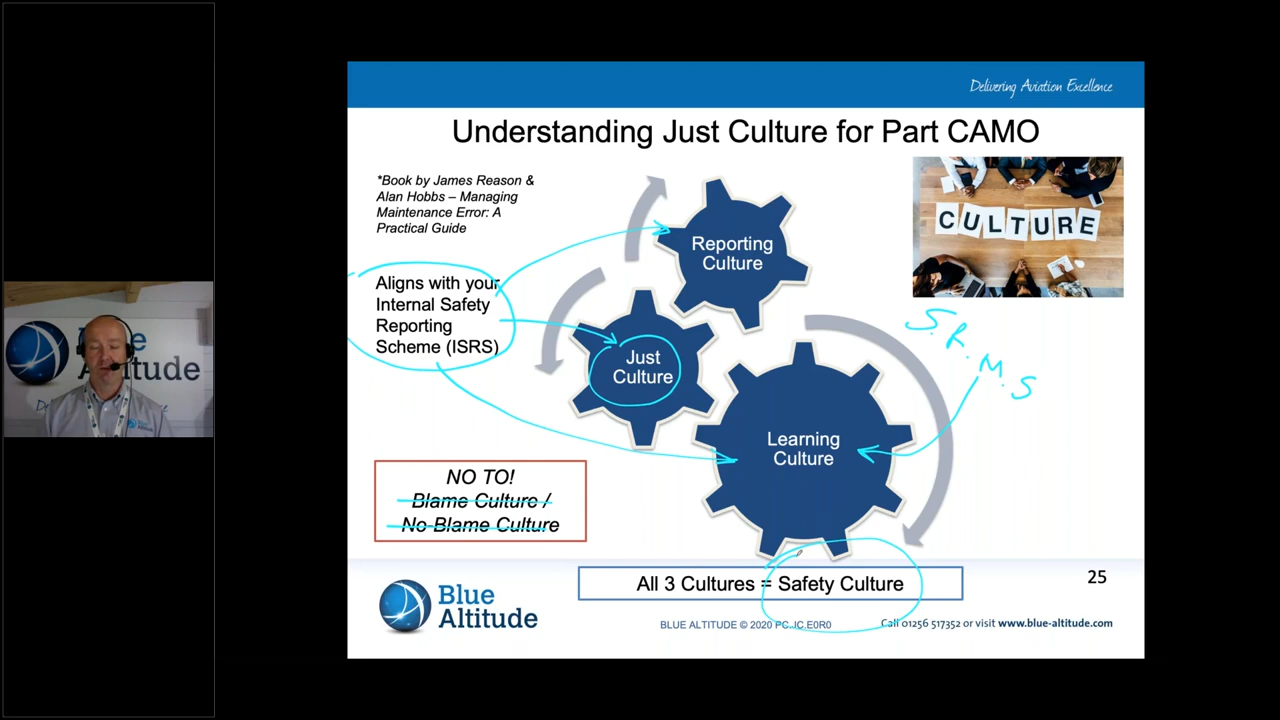 Delivering Aviation Excellence
Understanding Just Culture for Part CAMO
*Book by James Reason &
Alan Hobbs – Managing
Maintenance Error: A
Practical Guide
Reporting
Culture
CULTURE
Aligns with your
Internal Safety
Reporting
Scheme (ISRS)
S.R.M.S
Just
Culture
Learning
Culture
NO TO!
Blame Culture /
No-Blame Culture
All 3 Cultures = Safety Culture
25
Blue
Altitude
BLUE ALTITUDE © 2020 PC..IC.E0R0
Call 01256 517352 or visit www.blue-altitude.com
Blue
Altitude